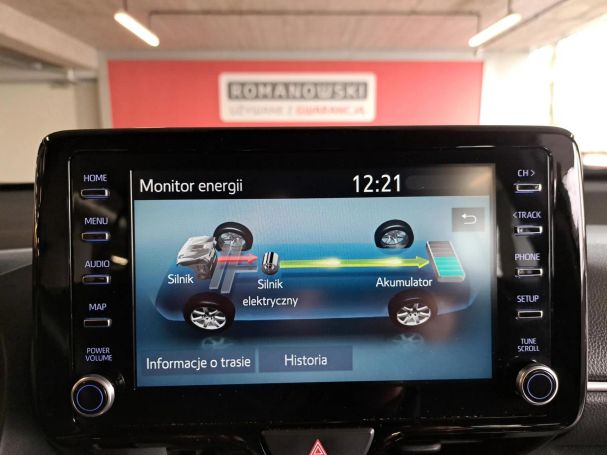 ROMANOWSKI
UŻYWANE Z GWARANCJĄ
HOME
MENU
AUDIO
MAP
POWER
VOLUME
Monitor energii
12:21
Silnik
Silnik
elektryczny
Akumulator
Informacje o trasie
Historia
CH >
< TRACK
PHONE
SETUP
TUNE
SCROLL